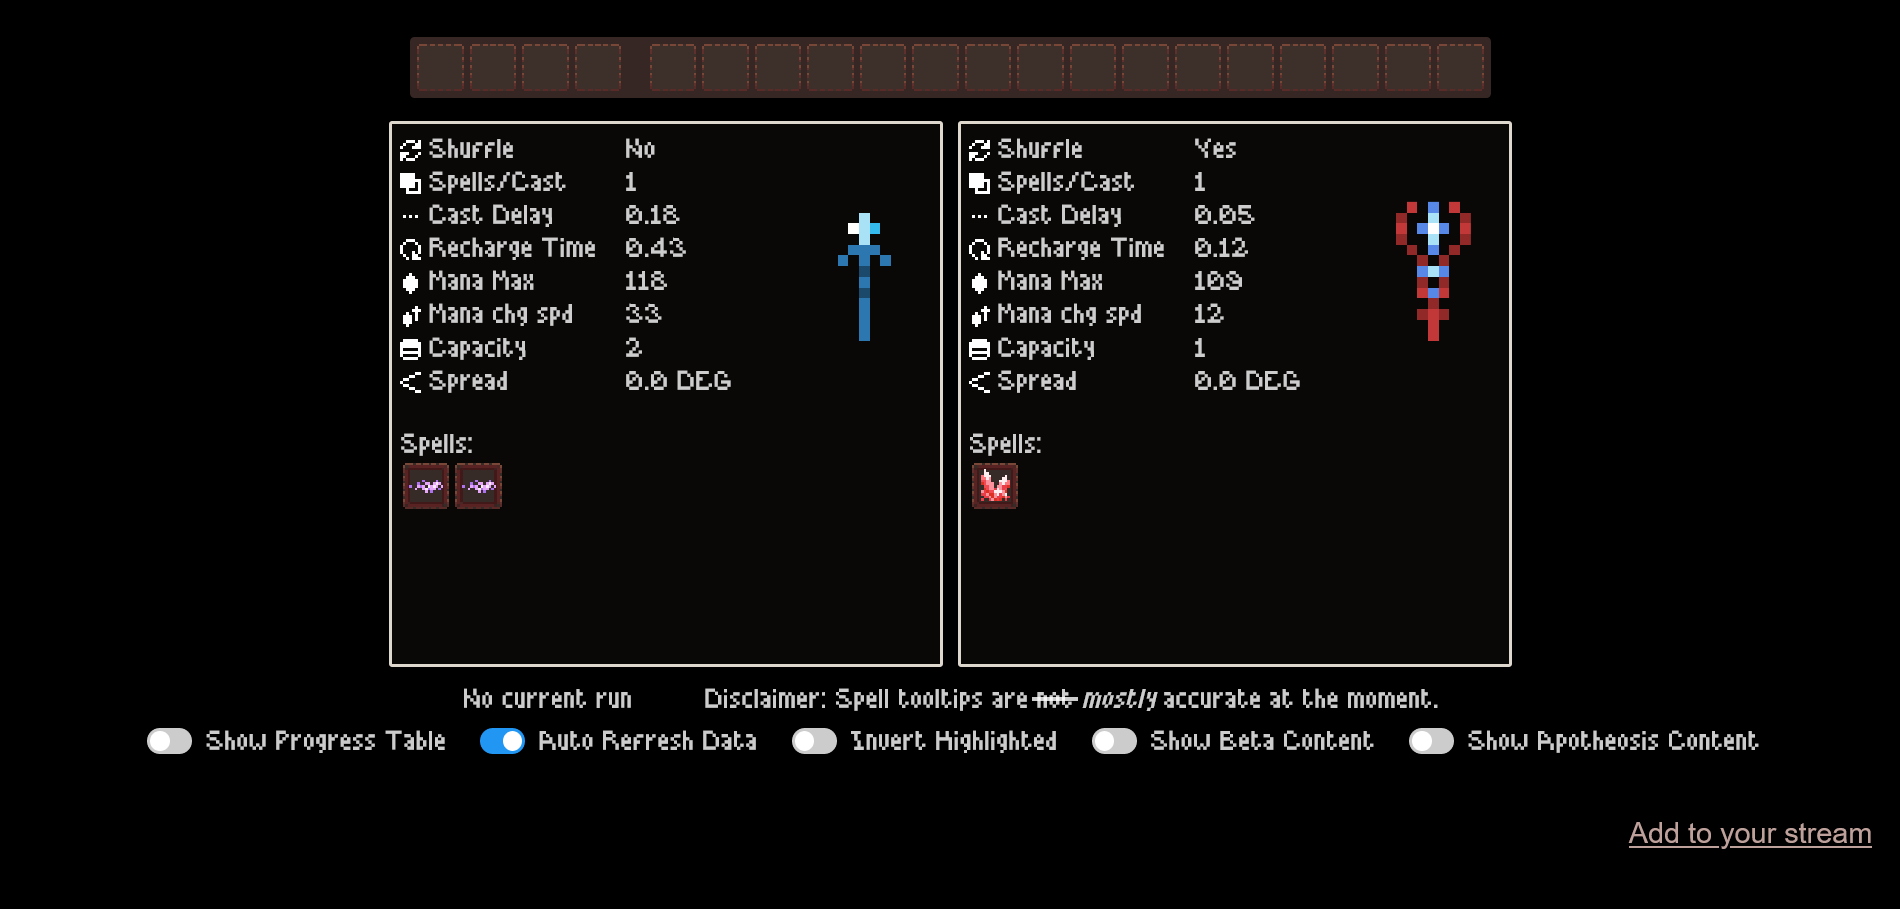 Shuffle No
Spells/Cast 1
Cast Delay 0.18
Recharge Time 0.43
Mana Max 118
Mana chg spd 33
Capacity 2
Spread 0.0 DEG
Spells:
Shuffle Yes
Spells/Cast 1
Cast Delay 0.05
Recharge Time 0.12
Mana Max 109
Mana chg spd 12
Capacity 1
Spread 0.0 DEG
Spells:
No current run Disclaimer: Spell tooltips are not mostly accurate at the moment.
Show Progress Table Auto Refresh Data Invert Highlighted Show Beta Content Show Apotheosis Content
Add to your stream